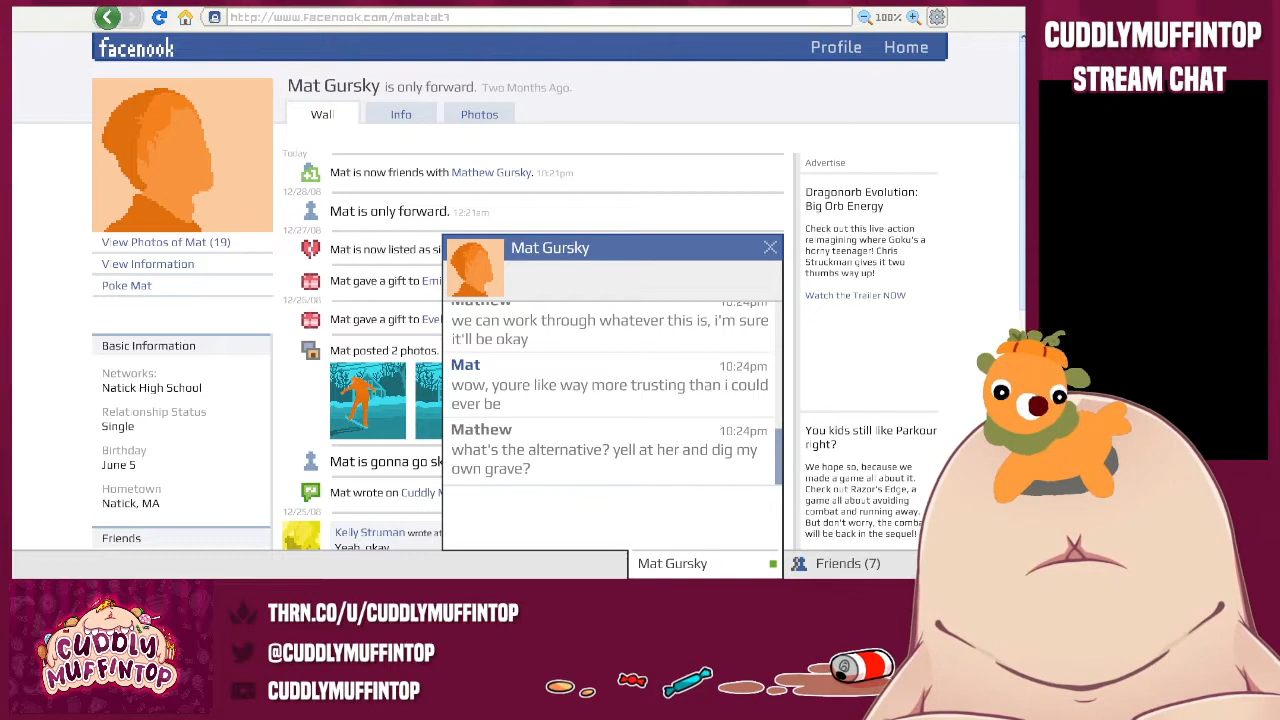 http://www.Facenook.com/matatat7
100%
CUDDLYMUFFINTOP
STREAM CHAT
facenook
Profile
Home
Mat Gursky is only forward. Two Months Ago.
Wall
Info
Photos
Today
Mat is now friends with Mathew Gursky. 10:21pm
12/28/08
Mat is only forward. 12:21am
12/27/08
Mat is now listed as si
Mat gave a gift to Emi
12/26/08
Mat gave a gift to Eve
Mat posted 2 photos.
Mat is gonna go sk
Mat wrote on Cuddly M
12/25/08
Kelly Struman wrote at
Yeah, okay
View Photos of Mat (19)
View Information
Poke Mat
Basic Information
Networks:
Natick High School
Relationship Status
Single
Birthday
June 5
Hometown
Natick, MA
Friends
Mat Gursky
Mathew 10:24pm
we can work through whatever this is, i'm sure
it'll be okay
Mat 10:24pm
wow, youre like way more trusting than i could
ever be
Mathew 10:24pm
what's the alternative? yell at her and dig my
own grave?
Mat Gursky
Friends (7)
Advertise
Dragonorb Evolution:
Big Orb Energy
Check out this live-action
re magining where Goku's a
horny teenager! Chris
Struckman gives it two
thumbs way up!
Watch the Trailer NOW
You kids still like Parkour
right?
We hope so, because we
made a game all about it.
Check out Razor's Edge, a
game all about avoiding
combat and running away.
But don't worry, the comba
will be back in the sequel!
CUDDLY
MUFFINTOP
THRN.CO/U/CUDDLYMUFFINTOP
@CUDDLYMUFFINTOP
CUDDLYMUFFINTOP